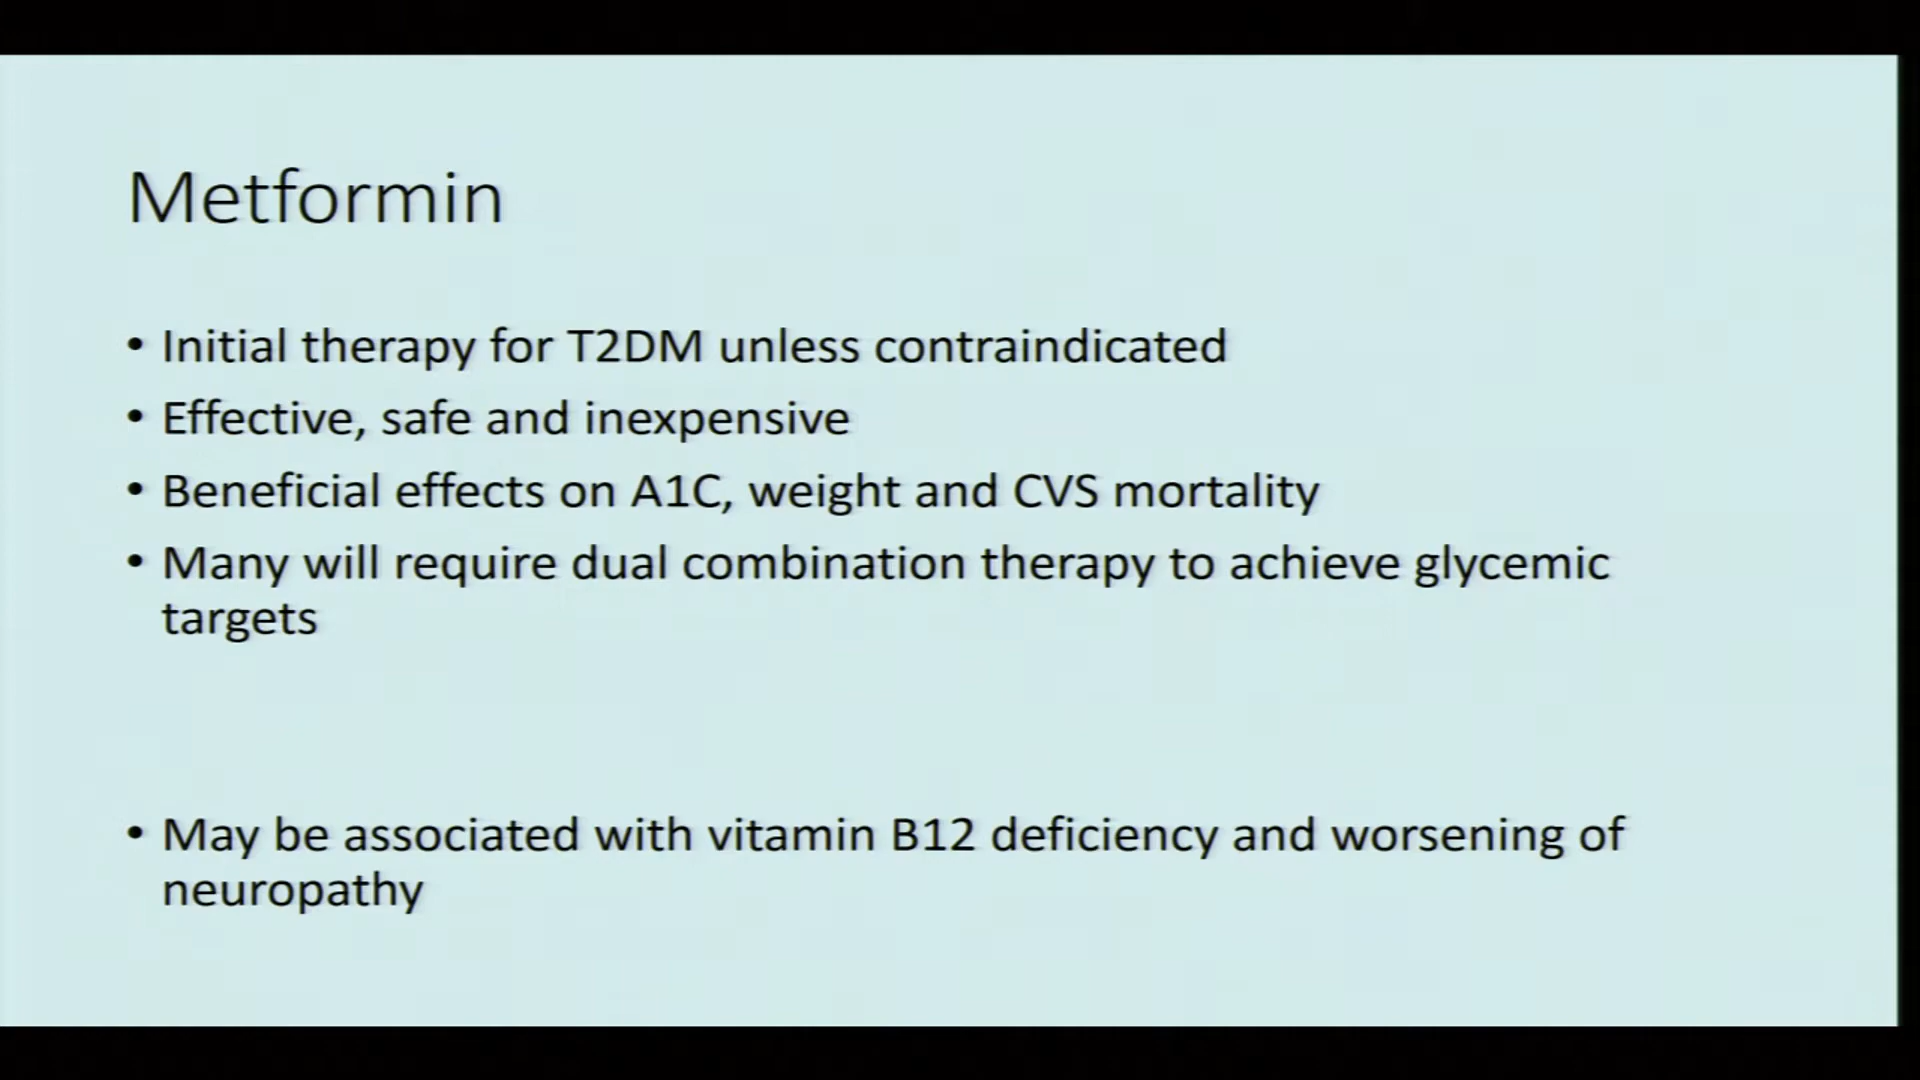 Metformin
• Initial therapy for T2DM unless contraindicated
• Effective, safe and inexpensive
• Beneficial effects on A1C, weight and CVS mortality
• Many will require dual combination therapy to achieve glycemic
targets
• May be associated with vitamin B12 deficiency and worsening of
neuropathy